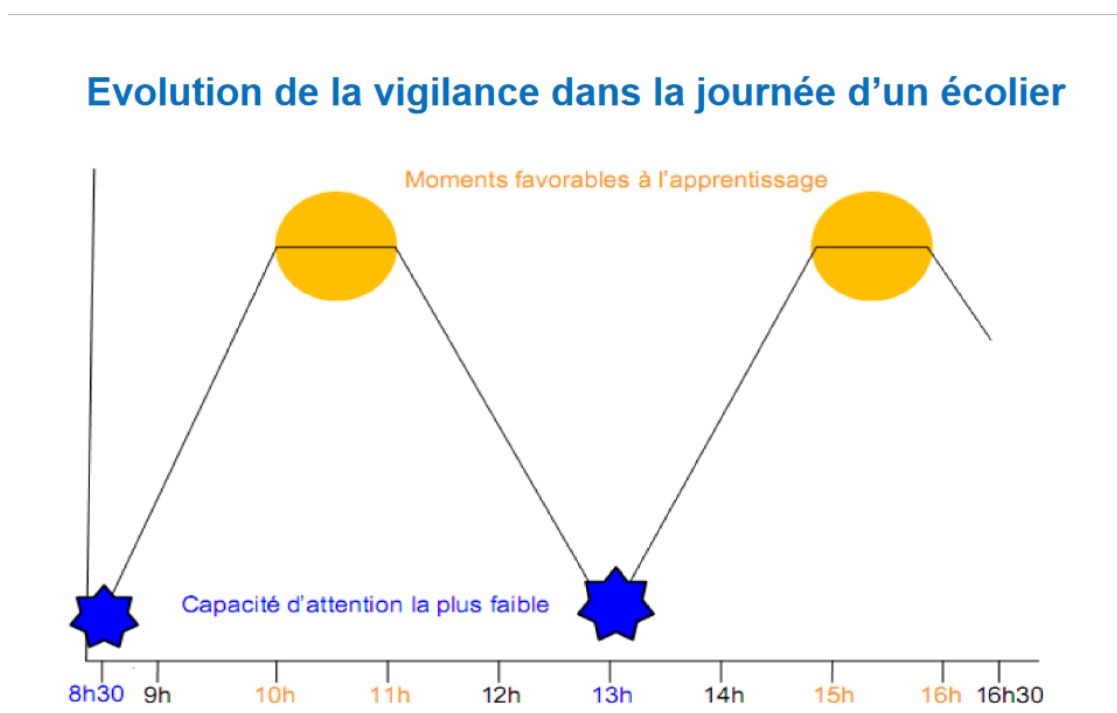 Evolution de la vigilance dans la journée d'un écolier
Moments favorables à l'apprentissage
Capacité d'attention la plus faible
8h30 9h 10h 11h 12h 13h 14h 15h 16h 16h30